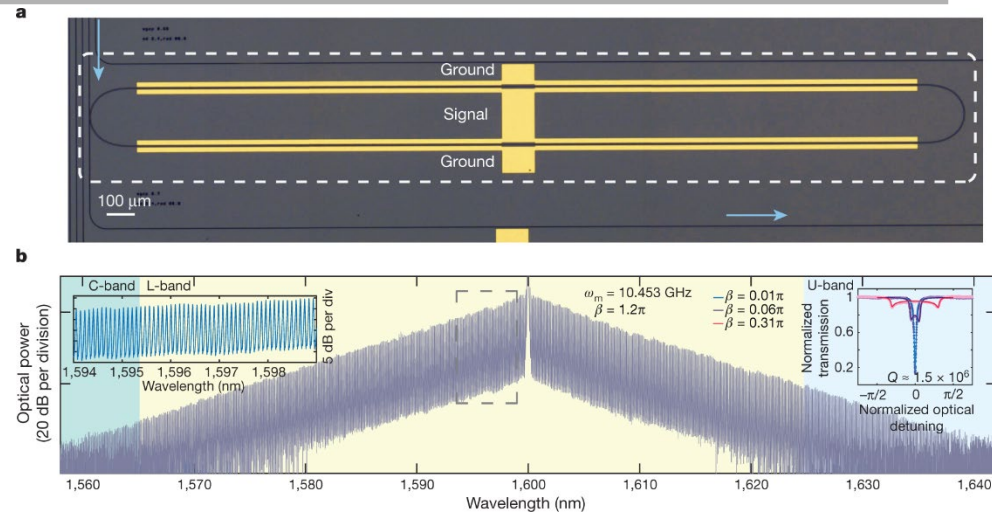 a
Ground
Signal
Ground
100 μm
b
C-band L-band
U-band
ω_m = 10.453 GHz
β = 1.2π
β = 0.01π
β = 0.06π
β = 0.31π
5 dB per div
1,594 1,595 1,596 1,597 1,598
Wavelength (nm)
Normalized
transmission
1
0.6
0.2
Q ≈ 1.5 × 10⁶
–π/2 0 π/2
Normalized optical
detuning
Optical power
(20 dB per division)
1,560 1,570 1,580 1,590 1,600 1,610 1,620 1,630 1,640
Wavelength (nm)